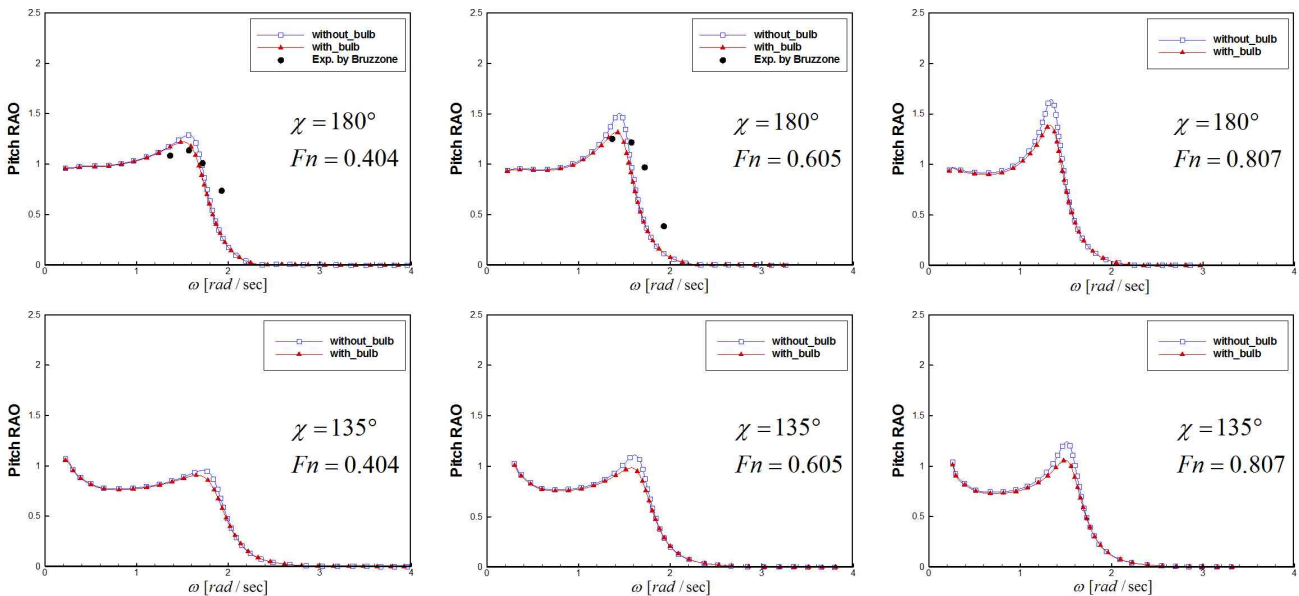 2.5
2
1.5
1
0.5
0
Pitch RAO
without_bulb
with_bulb
Exp. by Bruzzone
χ = 180°
Fn = 0.404
0 1 2 3 4
ω [rad / sec]
2.5
2
1.5
1
0.5
0
Pitch RAO
without_bulb
with_bulb
Exp. by Bruzzone
χ = 180°
Fn = 0.605
0 1 2 3 4
ω [rad / sec]
2.5
2
1.5
1
0.5
0
Pitch RAO
without_bulb
with_bulb
χ = 180°
Fn = 0.807
0 1 2 3 4
ω [rad / sec]
2.5
2
1.5
1
0.5
0
Pitch RAO
without_bulb
with_bulb
χ = 135°
Fn = 0.404
0 1 2 3 4
ω [rad / sec]
2.5
2
1.5
1
0.5
0
Pitch RAO
without_bulb
with_bulb
χ = 135°
Fn = 0.605
0 1 2 3 4
ω [rad / sec]
2.5
2
1.5
1
0.5
0
Pitch RAO
without_bulb
with_bulb
χ = 135°
Fn = 0.807
0 1 2 3 4
ω [rad / sec]